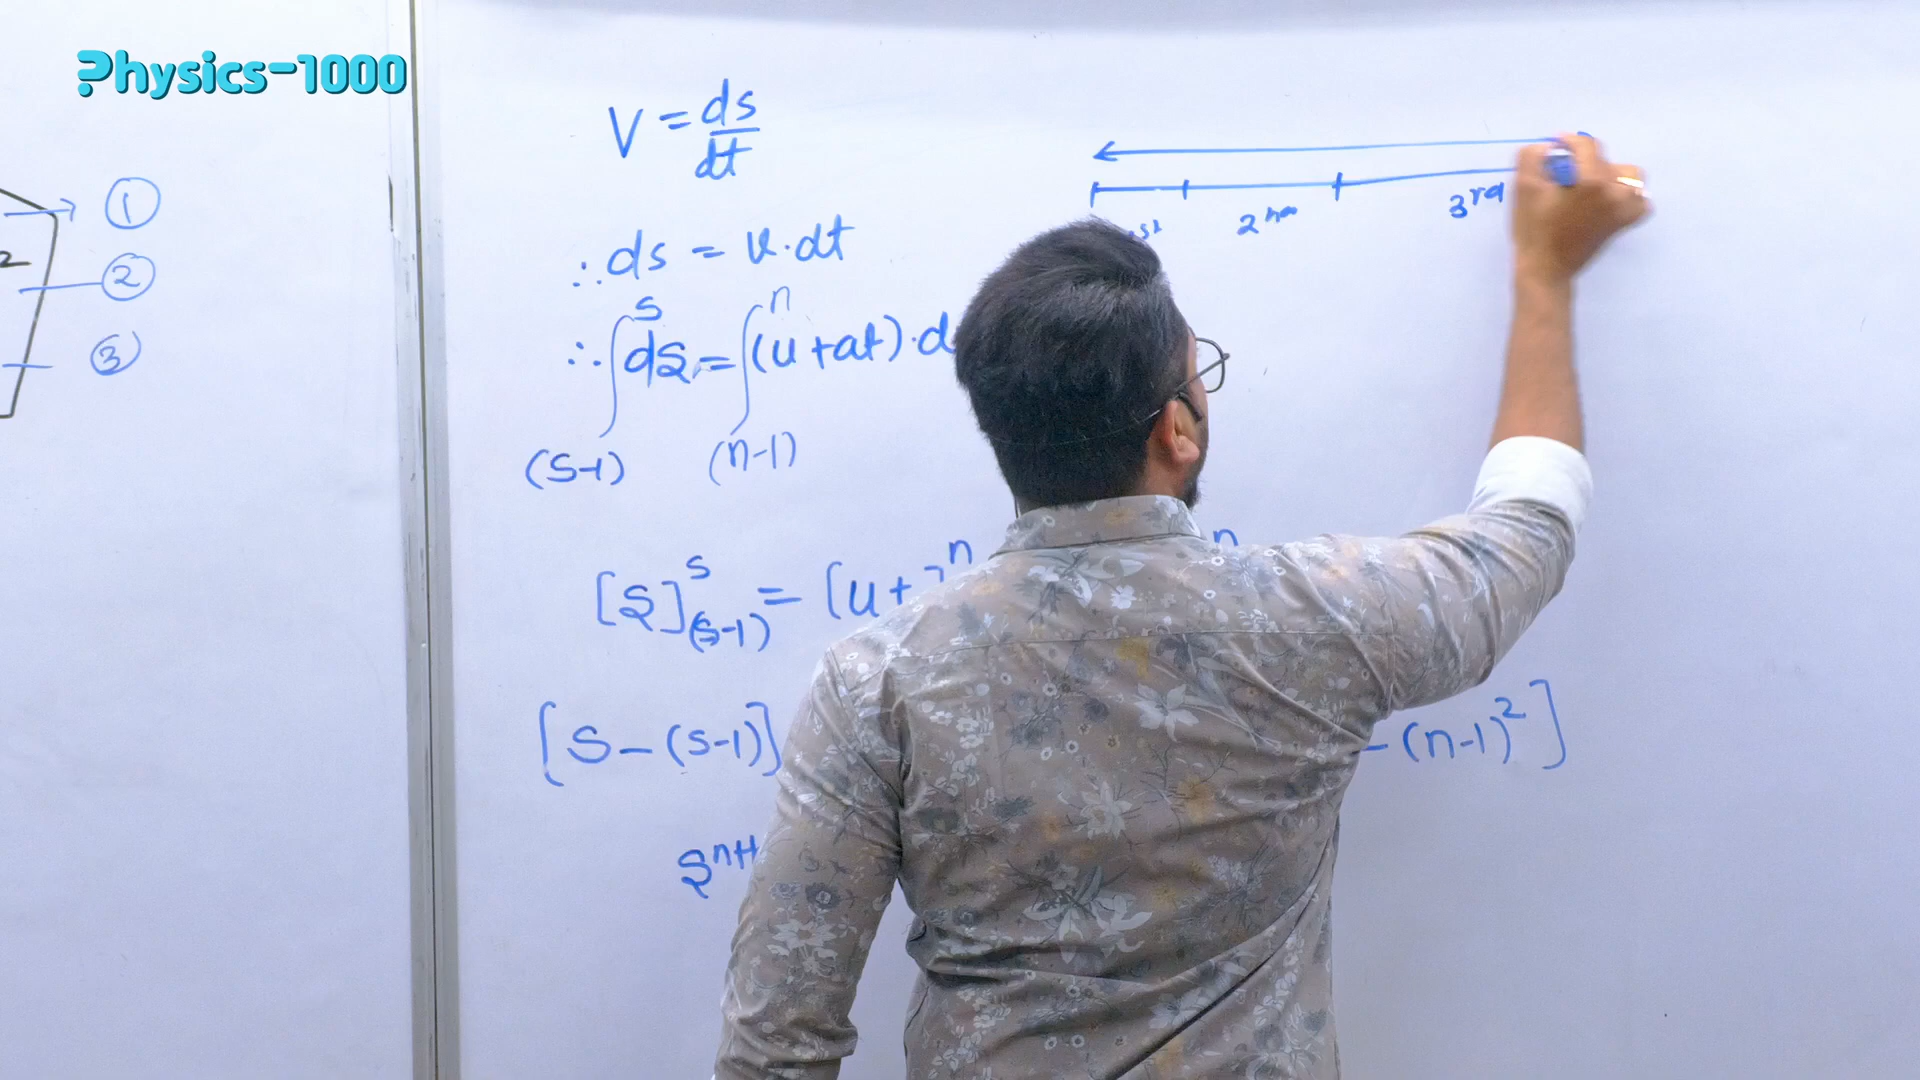 Physics-1000
V = ds/dt
∴ ds = v.dt
∴ ∫_(S-1)^S ds = ∫_(n-1)^n (u + at).d
[S]_(S-1)^S = [u + ]^n n
[S - (S-1)] - (n-1)^2 ]
S^n+
1
2
3
2
2nd 3rd